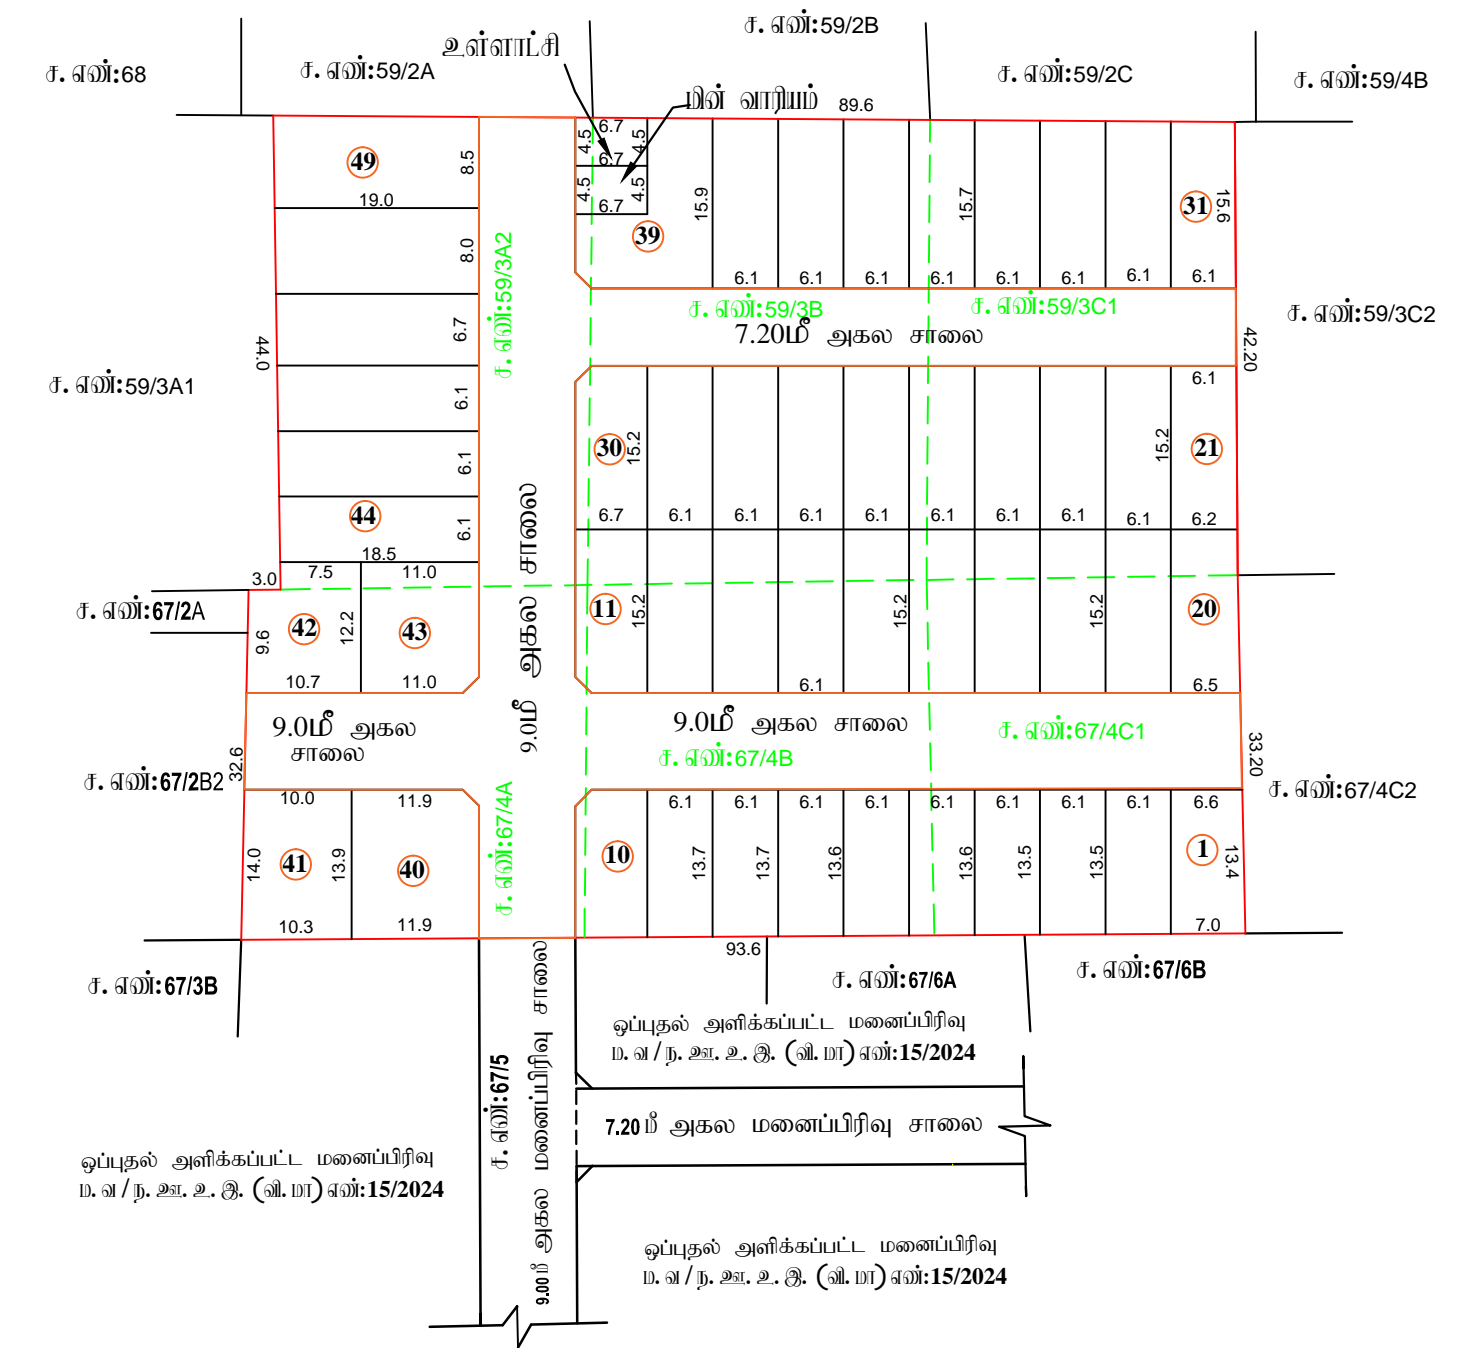 ச. எண்:59/2B
உள்ளாட்சி
ச. எண்:68
ச. எண்:59/2A
ச. எண்:59/2C
ச. எண்:59/4B
மின் வாரியம்
89.6
6.7
4.5
4.5
6.7
4.5
4.5
6.7
49
8.5
19.0
15.9
15.7
31
15.6
39
8.0
ச. எண்:59/3A2
6.1
6.1
6.1
6.1
6.1
6.1
6.1
6.1
ச. எண்:59/3B
ச. எண்:59/3C1
ச. எண்:59/3C2
7.20மீ அகல சாலை
6.7
44.0
42.20
ச. எண்:59/3A1
6.1
6.1
30
15.2
15.2
21
6.1
44
6.1
18.5
6.7
6.1
6.1
6.1
6.1
6.1
6.1
6.1
6.1
6.2
9.0மீ அகல சாலை
3.0
7.5
11.0
ச. எண்:67/2A
9.6
42
12.2
43
11
15.2
15.2
15.2
20
10.7
11.0
6.1
6.5
9.0மீ அகல
சாலை
9.0மீ அகல சாலை
ச. எண்:67/4C1
ச. எண்:67/4B
32.6
33.20
ச. எண்:67/2B2
ச. எண்:67/4C2
10.0
11.9
ச. எண்:67/4A
6.1
6.1
6.1
6.1
6.1
6.1
6.1
6.6
14.0
41
13.9
40
10
13.7
13.7
13.6
13.6
13.5
13.5
1
13.4
10.3
11.9
7.0
93.6
ச. எண்:67/3B
ச. எண்:67/6A
ச. எண்:67/6B
ச. எண்:67/5
9.00மீ அகல மனைப்பிரிவு சாலை
ஒப்புதல் அளிக்கப்பட்ட மனைப்பிரிவு
ம. வ / ந. ஊ. உ. இ. (வி. மா) எண்:15/2024
7.20 மீ அகல மனைப்பிரிவு சாலை
ஒப்புதல் அளிக்கப்பட்ட மனைப்பிரிவு
ம. வ / ந. ஊ. உ. இ. (வி. மா) எண்:15/2024
ஒப்புதல் அளிக்கப்பட்ட மனைப்பிரிவு
ம. வ / ந. ஊ. உ. இ. (வி. மா) எண்:15/2024